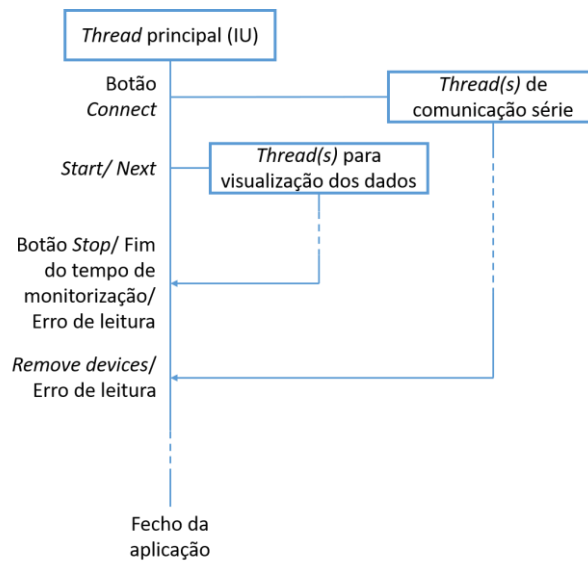 Thread principal (IU)
Botão
Connect
Thread(s) de
comunicação série
Start/ Next
Thread(s) para
visualização dos dados
Botão Stop/ Fim
do tempo de
monitorização/
Erro de leitura
Remove devices/
Erro de leitura
Fecho da
aplicação